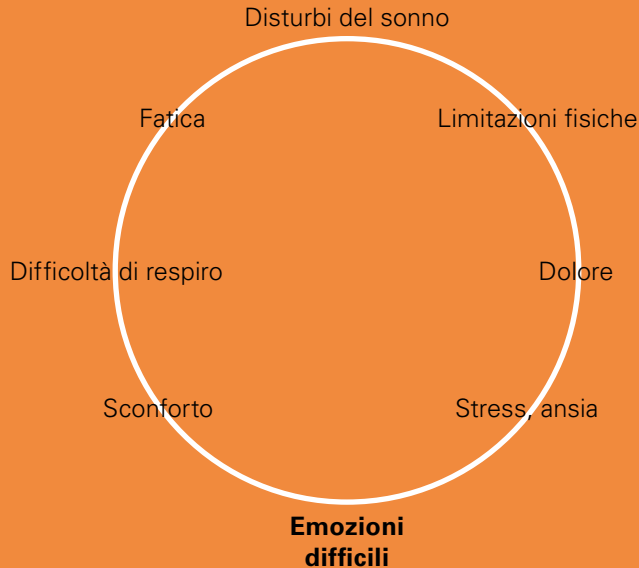 Disturbi del sonno
Fatica
Limitazioni fisiche
Difficoltà di respiro
Dolore
Sconforto
Stress, ansia
Emozioni
difficili